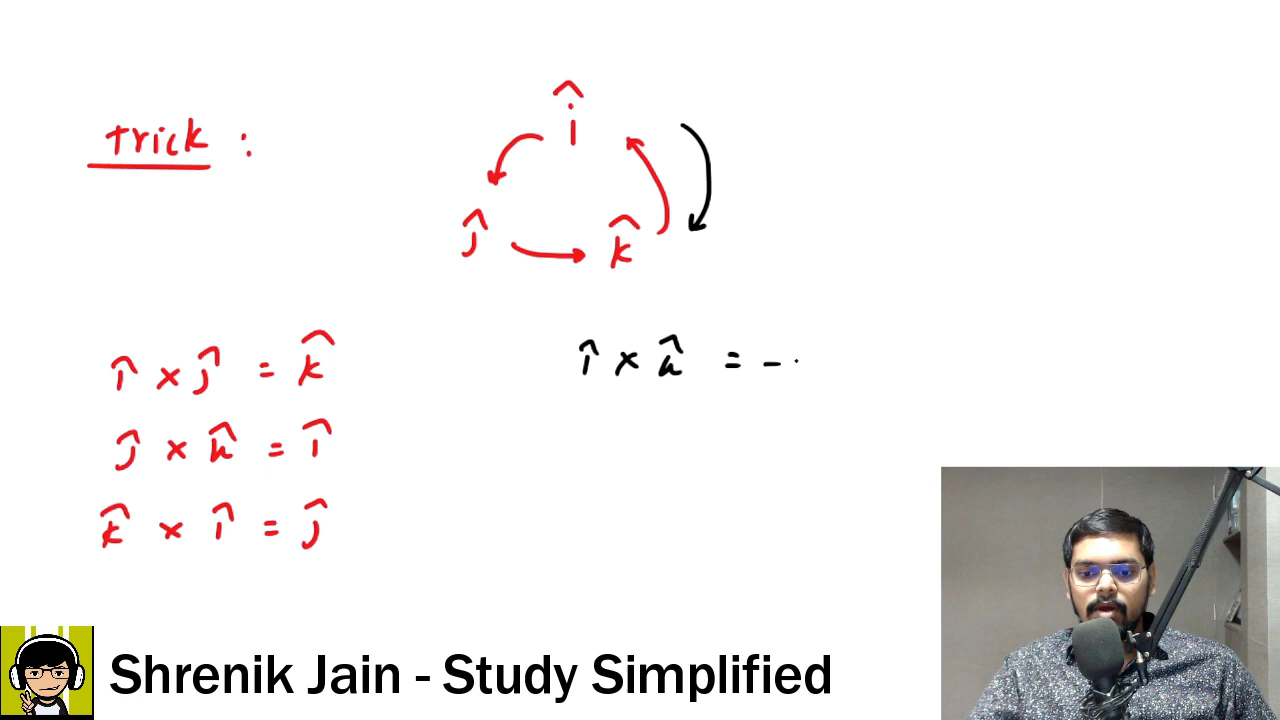 trick :
î
ĵ k̂
î × ĵ = k̂
ĵ × k̂ = î
k̂ × î = ĵ
î × k̂ = - .
Shrenik Jain - Study Simplified